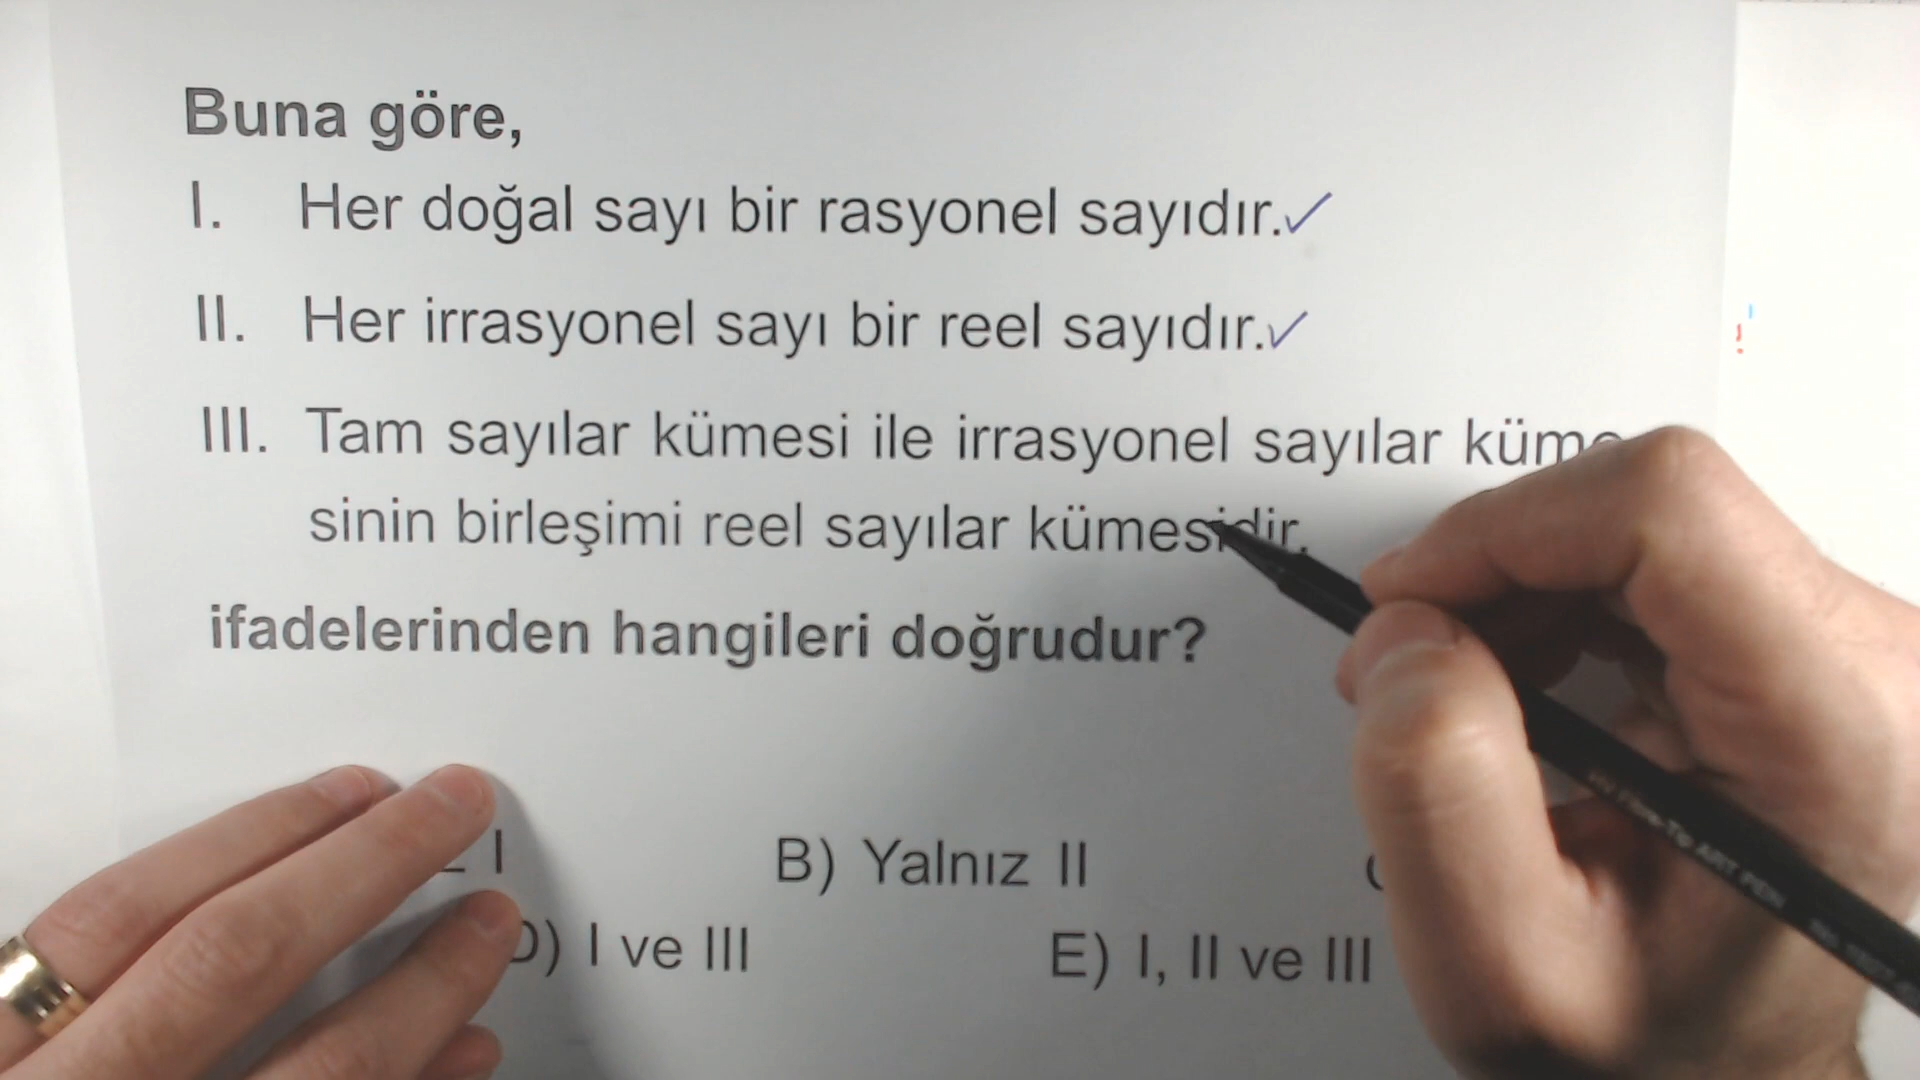 Buna göre,
I. Her doğal sayı bir rasyonel sayıdır.✓
II. Her irrasyonel sayı bir reel sayıdır.✓
III. Tam sayılar kümesi ile irrasyonel sayılar küme
sinin birleşimi reel sayılar kümesidir.
ifadelerinden hangileri doğrudur?
I B) Yalnız II
D) I ve III E) I, II ve III